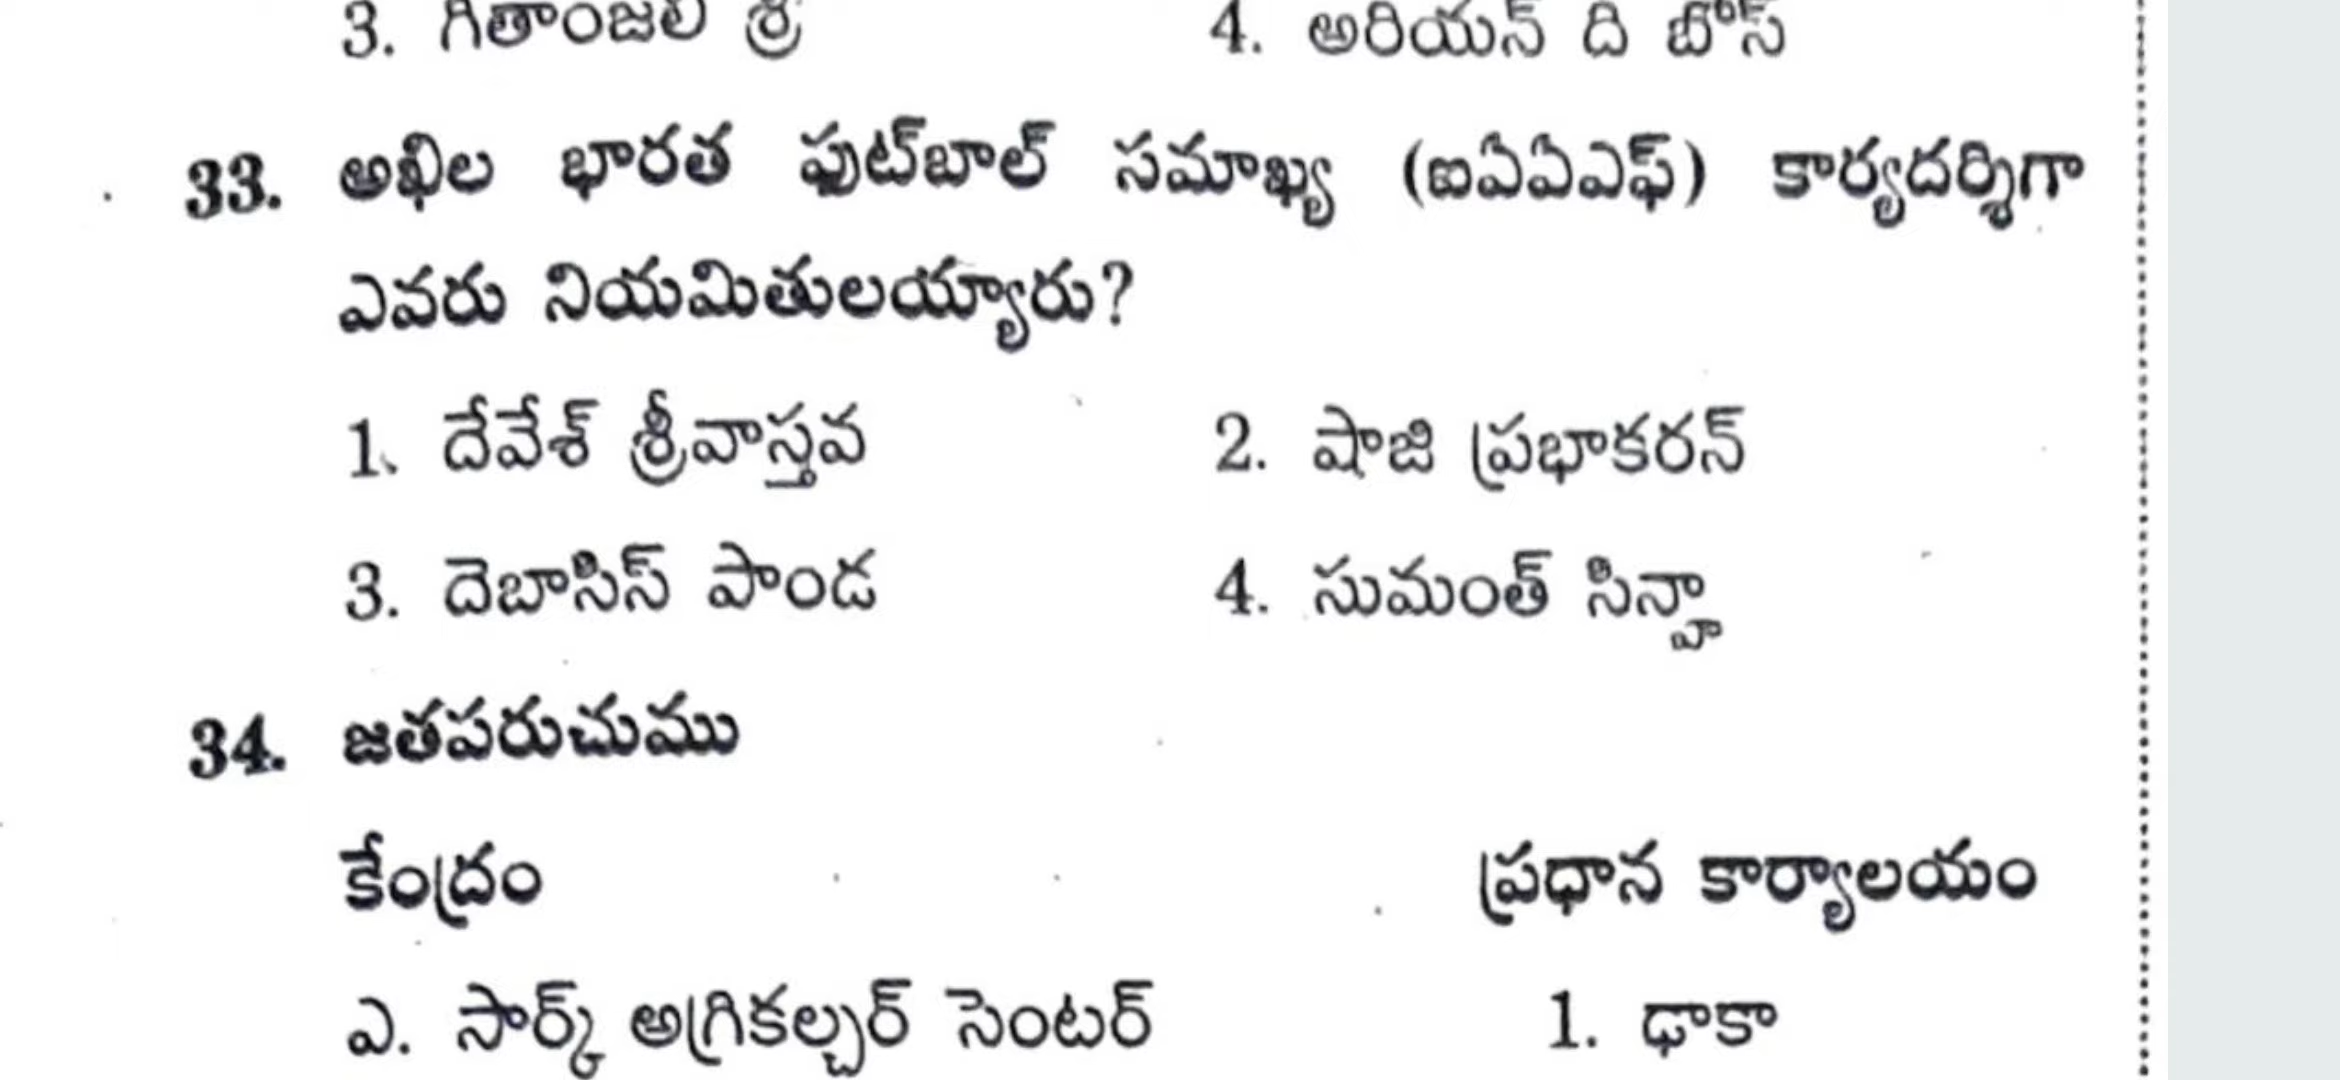 3. గీతాంజలి శ్రీ 4. అరియన్ ది బోస్
33. అఖిల భారత ఫుట్‌బాల్ సమాఖ్య (ఐఏఏఎఫ్) కార్యదర్శిగా
ఎవరు నియమితులయ్యారు?
1. దేవేశ్ శ్రీవాస్తవ 2. షాజి ప్రభాకరన్
3. దెబాసిస్ పాండ 4. సుమంత్ సిన్హా
34. జతపరుచుము
కేంద్రం ప్రధాన కార్యాలయం
ఎ. సార్క్ అగ్రికల్చర్ సెంటర్ 1. ఢాకా